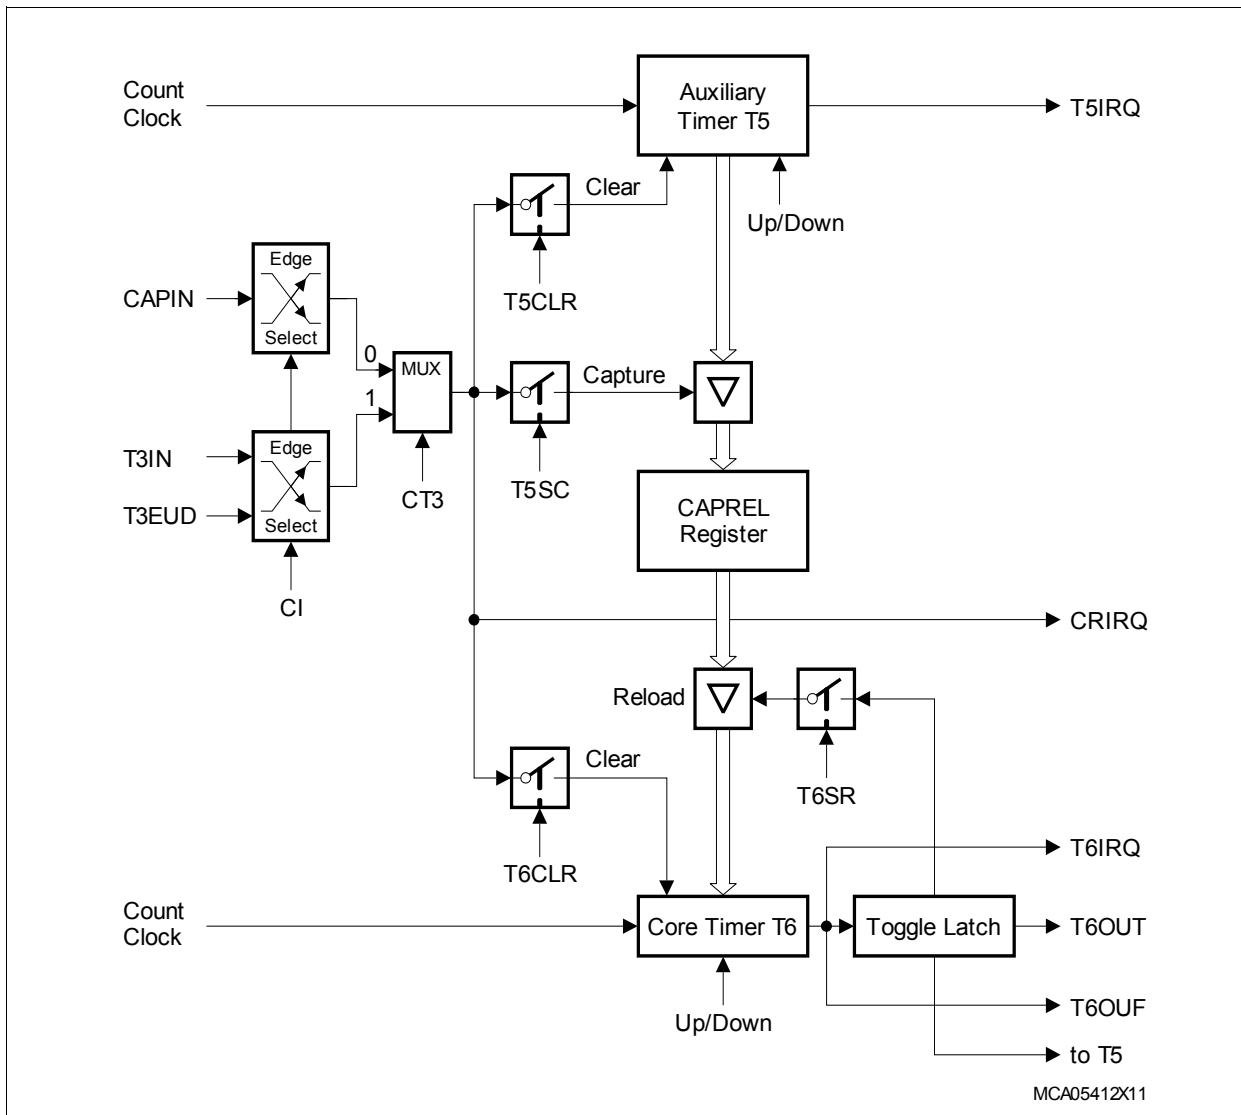 Count
Clock
Auxiliary
Timer T5
T5IRQ
Clear
Up/Down
T5CLR
Edge
Select
CAPIN
0
1
MUX
Capture
T3IN
T3EUD
Edge
Select
CT3
T5SC
CAPREL
Register
CI
CRIRQ
Reload
T6SR
Clear
T6CLR
T6IRQ
Count
Clock
Core Timer T6
Toggle Latch
T6OUT
Up/Down
T6OUF
to T5
MCA05412X11